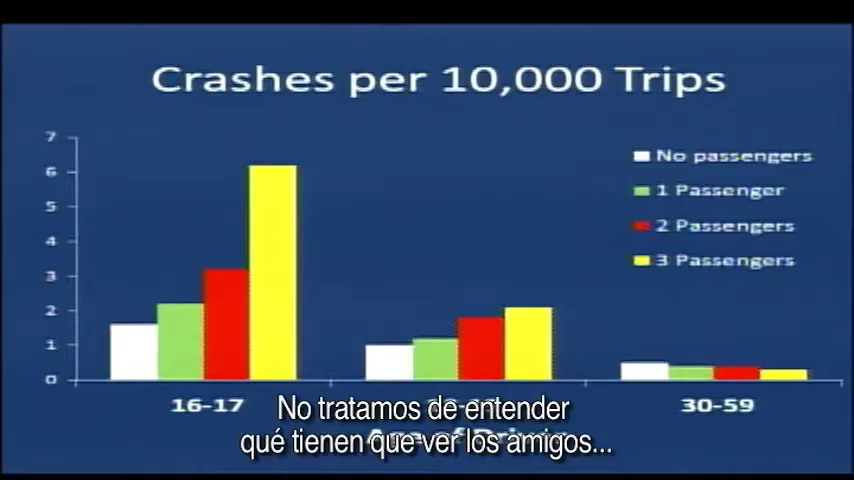 Crashes per 10,000 Trips
7
6
5
4
3
2
1
0
No passengers
1 Passenger
2 Passengers
3 Passengers
16-17
30-59
No tratamos de entender
qué tienen que ver los amigos...